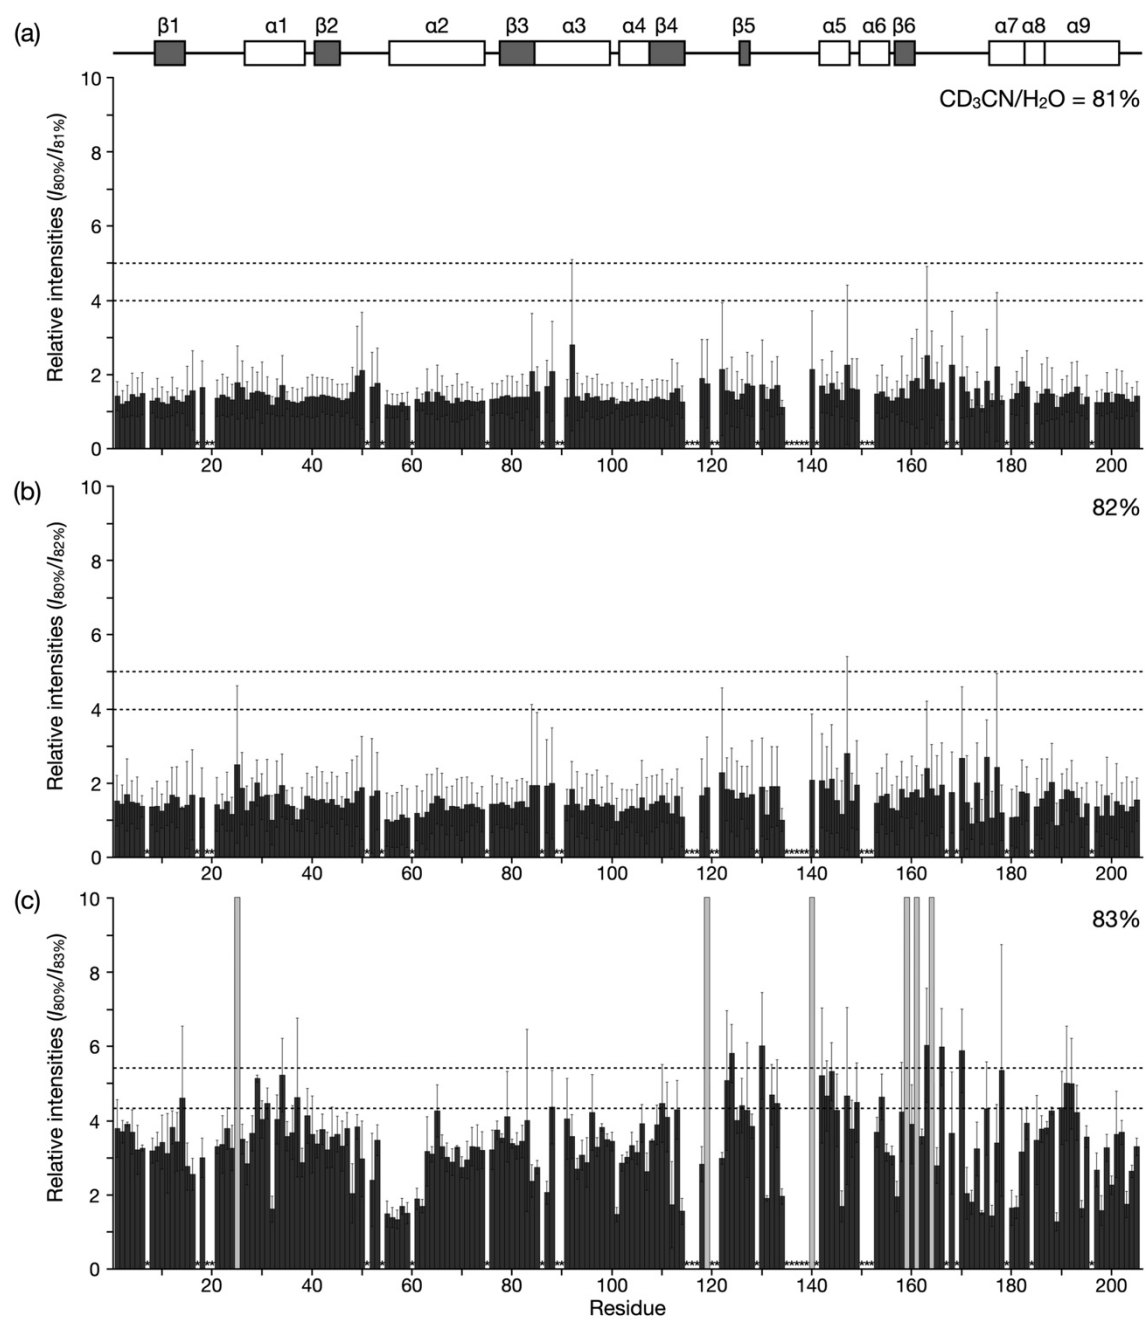 (a)
β1 α1 β2 α2 β3 α3 α4 β4 β5 α5 α6 β6 α7 α8 α9
CD₃CN/H₂O = 81%
Relative intensities (I80%/I81%)
10
8
6
4
2
0
* ** * * * * * ** *** ** * ***** * *** * * * * *
20 40 60 80 100 120 140 160 180 200
(b)
82%
Relative intensities (I80%/I82%)
10
8
6
4
2
0
* * ** * * * * * ** *** ** * ***** * *** * * * * *
20 40 60 80 100 120 140 160 180 200
(c)
83%
Relative intensities (I80%/I83%)
10
8
6
4
2
0
* * ** * * * * * ** *** ** * ***** * *** * * * * *
20 40 60 80 100 120 140 160 180 200
Residue